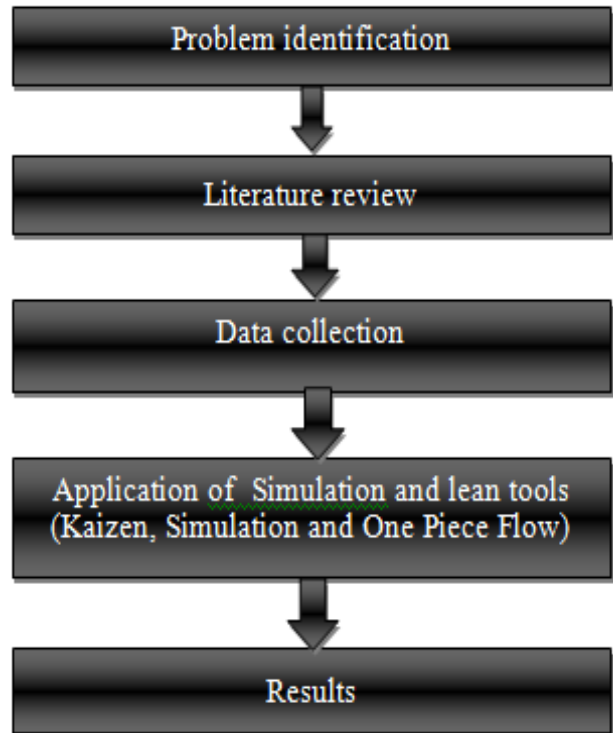 Problem identification
Literature review
Data collection
Application of Simulation and lean tools
(Kaizen, Simulation and One Piece Flow)
Results